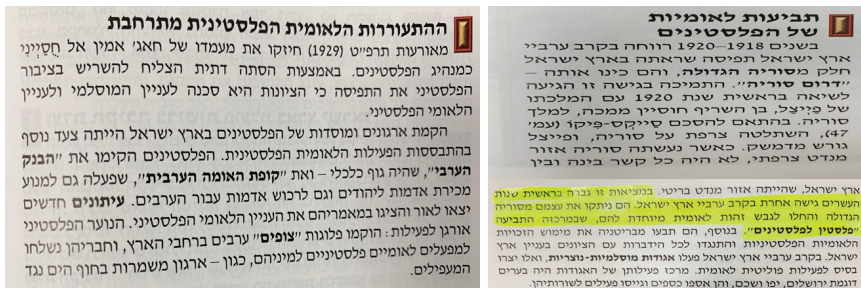 ההתעוררות הלאומית הפלסטינית מתרחבת
מאורעות תרפ"ט (1929) חיזקו את מעמדו של חאג' אמין אל חֻסַיְינִי
כמנהיג הפלסטינים. באמצעות הסתה דתית הצליח להשריש בציבור
הפלסטיני את התפיסה כי הציונות היא סכנה לעניין המוסלמי ולעניין
הלאומי הפלסטיני.
הקמת ארגונים ומוסדות של הפלסטינים בארץ ישראל הייתה צעד נוסף
בהתבססות הפעילות הלאומית הפלסטינית. הפלסטינים הקימו את "הבנק
הערבי", שהיה גוף כלכלי – ואת "קופת האומה הערבית", שפעלה גם למנוע
מכירת אדמות ליהודים וגם לרכוש אדמות עבור הערבים. עיתונים חדשים
יצאו לאור והציגו במאמריהם את העניין הלאומי הפלסטיני. הנוער הפלסטיני
אורגן לפעילות: הוקמו פלוגות "צופים" ערבים ברחבי הארץ, וחבריהן נשלחו
למפעלים לאומיים פלסטיניים למיניהם, כגון – ארגון משמרות בחוף הים נגד
המעפילים.
תביעות לאומיות
של הפלסטינים
בשנים 1918–1920 רווחה בקרב ערביי
ארץ ישראל תפיסה שראתה בארץ ישראל
חלק מסוריה הגדולה, והם כינו אותה –
"דרום סוריה". התמיכה בגישה זו הגיעה
לשיאה בראשית שנת 1920 עם המלכתו
של פַיְיצַל, בן השריף חוסיין ממכה, למלך
סוריה. בהתאם להסכם סייקס-פיקו (עמ'
47), השתלטה צרפת על סוריה, ופייצל
גורש מדמשק. כאשר נעשתה סוריה אזור
מנדט צרפתי, לא היה כל קשר בינה ובין
ארץ ישראל, שהייתה אזור מנדט בריטי. במציאות זו גברה בראשית שנות
העשרים גישה אחרת בקרב ערביי ארץ ישראל. הם ניתקו את עצמם מסוריה
הגדולה והחלו לגבש זהות לאומית מיוחדת להם, שבמרכזה התביעה
"פלסטין לפלסטינים". בנוסף, הם תבעו מבריטניה את מימוש הזכויות
הלאומיות הפלסטיניות והתנגדו לכל הידברות עם הציונים בעניין ארץ
ישראל. בקרב ערביי ארץ ישראל פעלו אגודות מוסלמיות-נוצריות, ואלו יצרו
בסיס לפעילות פוליטית לאומית. מרכז פעילותן של האגודות היה בערים
דוגמת ירושלים, יפו ושכם, והן אספו כספים וגייסו פעילים לשורותיהן.